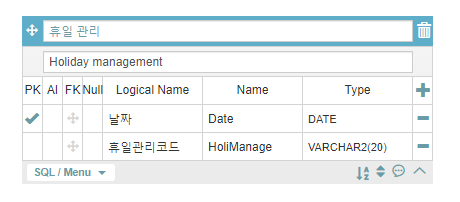 휴일 관리
Holiday management
PK AI FK Null Logical Name Name Type
날짜 Date DATE
휴일관리코드 HoliManage VARCHAR2(20)
SQL / Menu